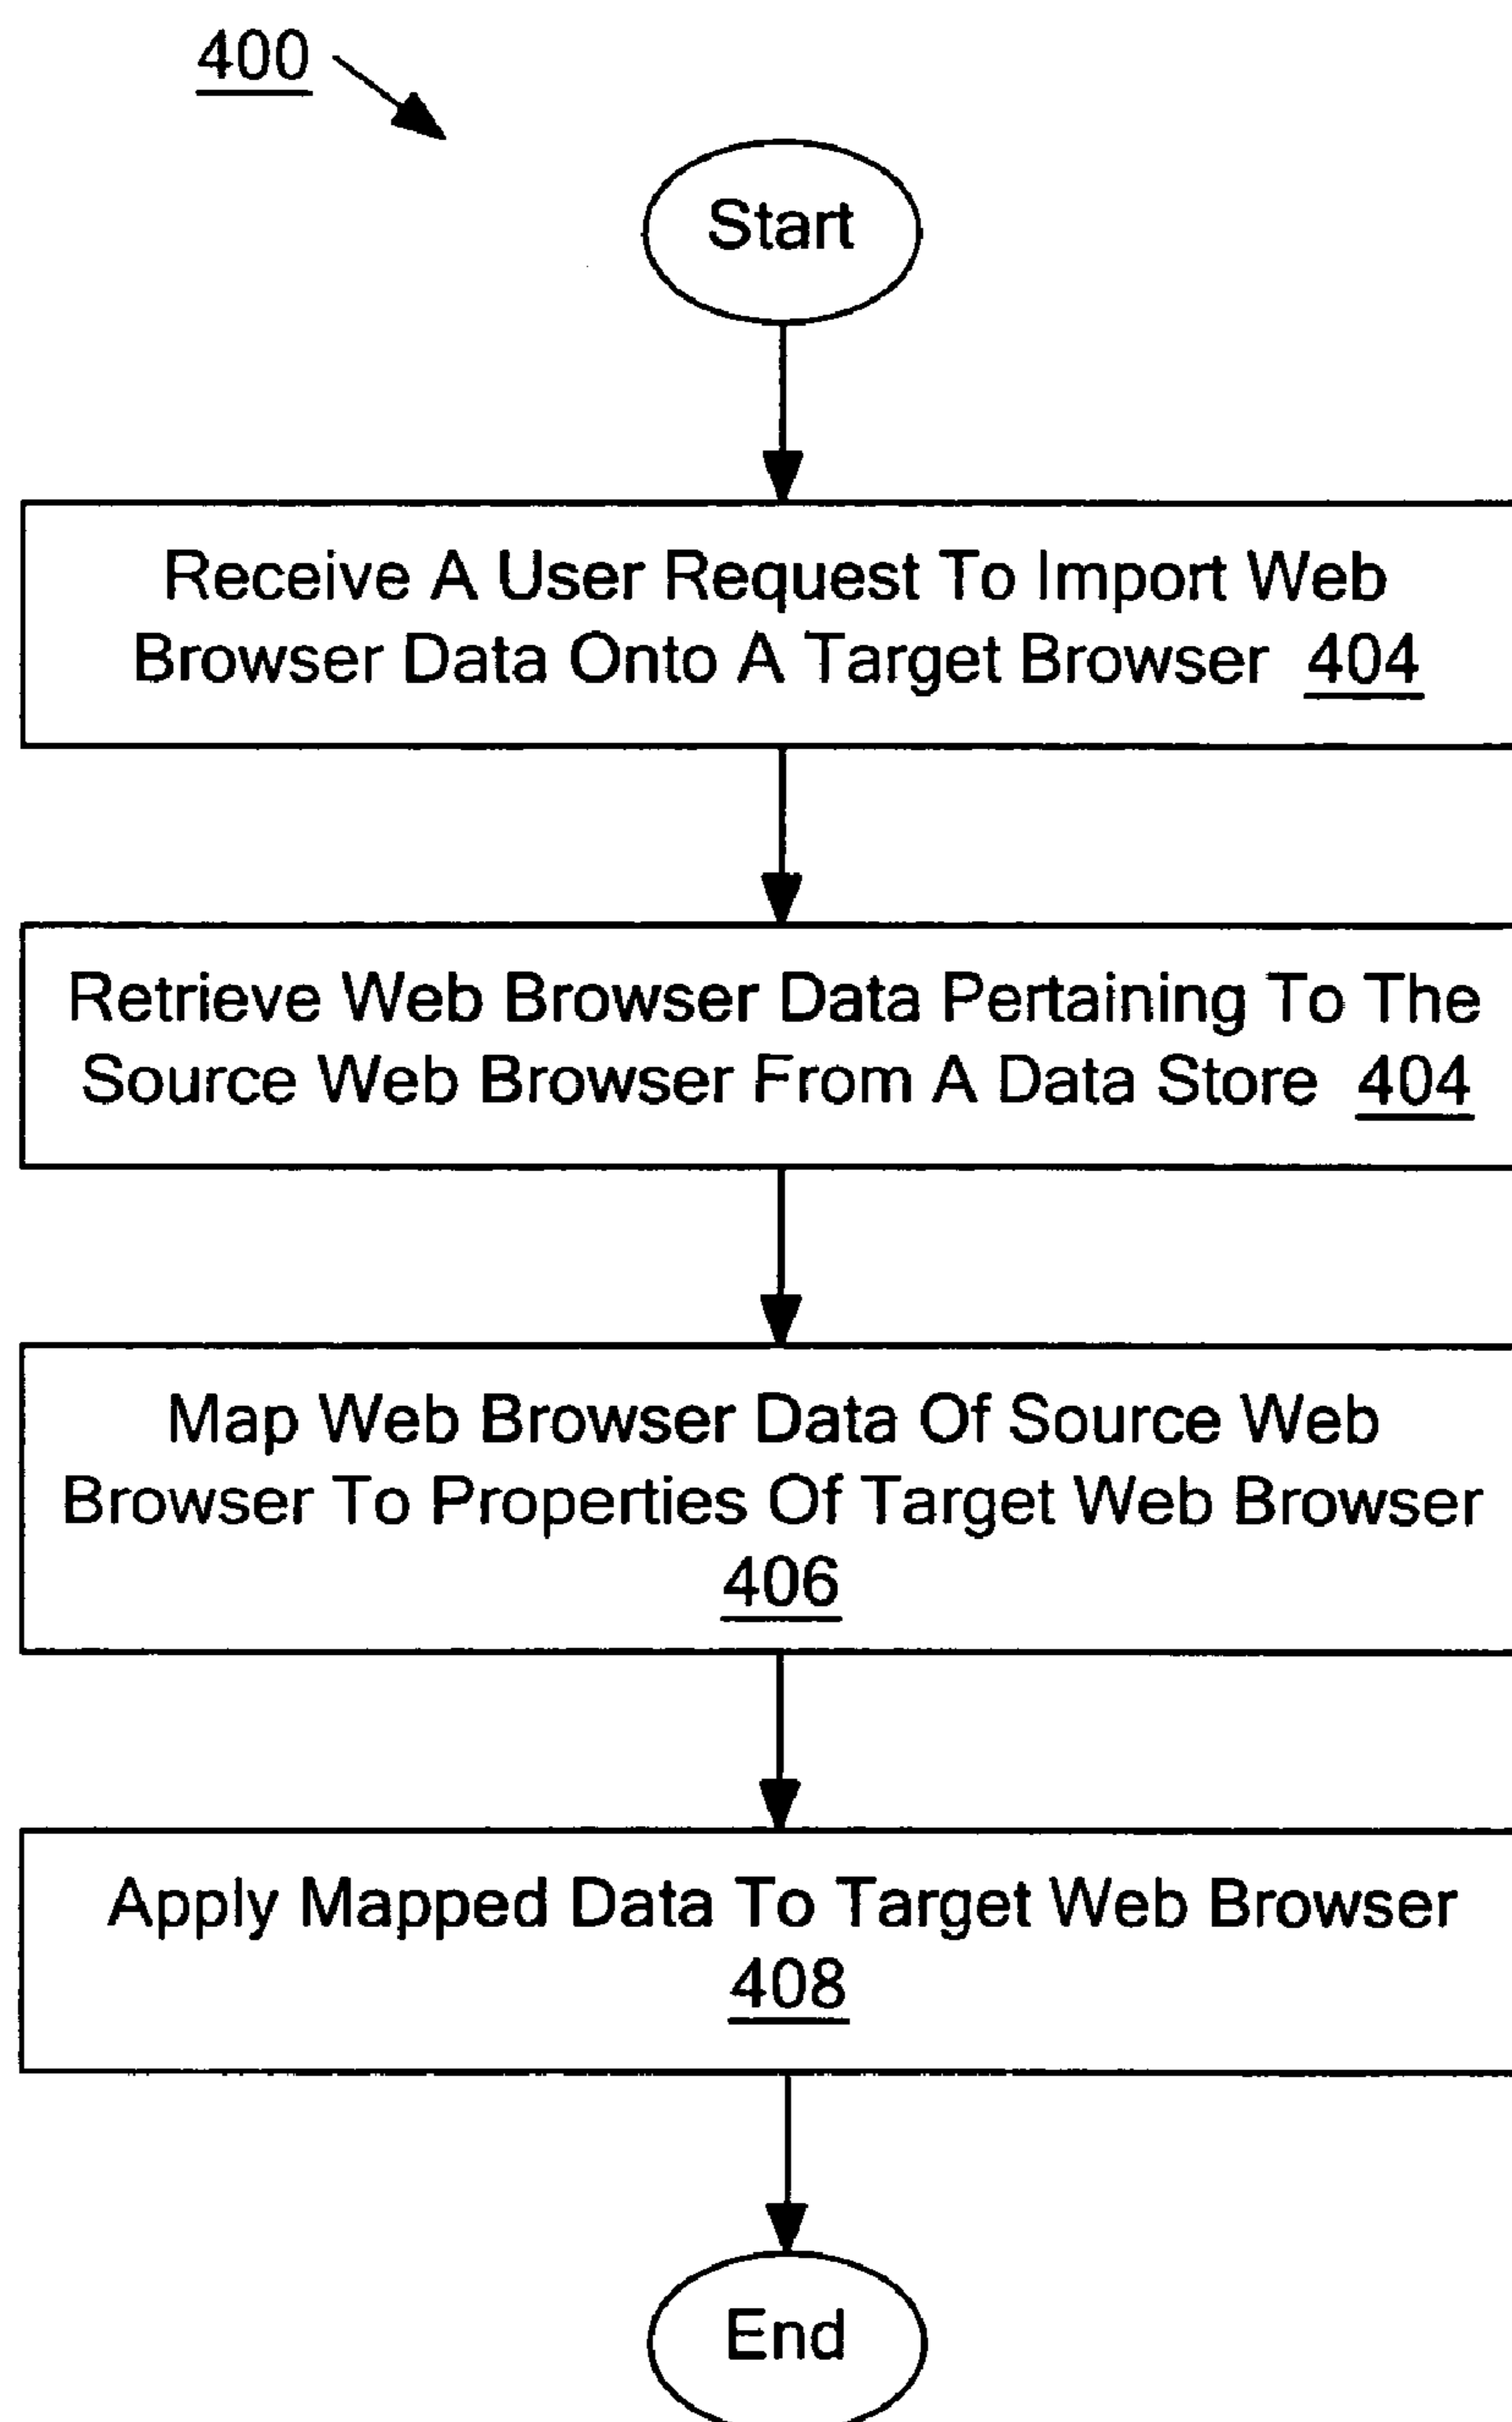 400
Start
Receive A User Request To Import Web
Browser Data Onto A Target Browser 404
Retrieve Web Browser Data Pertaining To The
Source Web Browser From A Data Store 404
Map Web Browser Data Of Source Web
Browser To Properties Of Target Web Browser
406
Apply Mapped Data To Target Web Browser
408
End